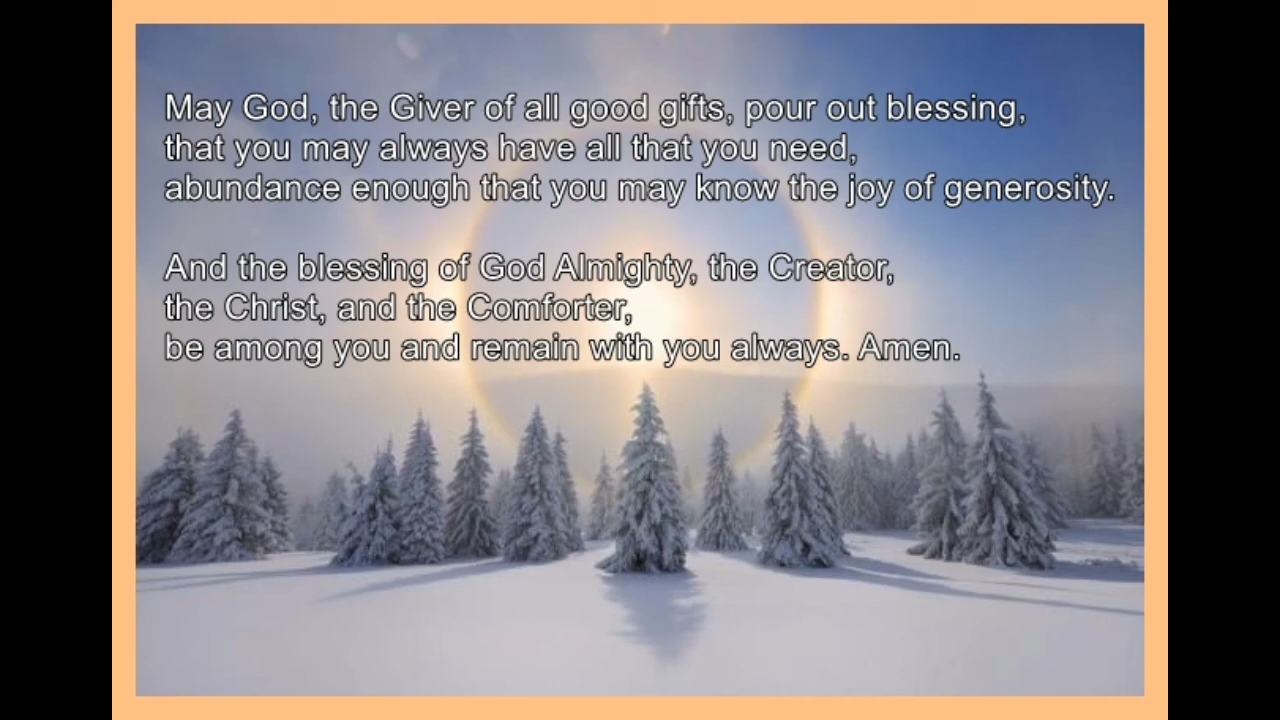 May God, the Giver of all good gifts, pour out blessing,
that you may always have all that you need,
abundance enough that you may know the joy of generosity.
And the blessing of God Almighty, the Creator,
the Christ, and the Comforter,
be among you and remain with you always. Amen.